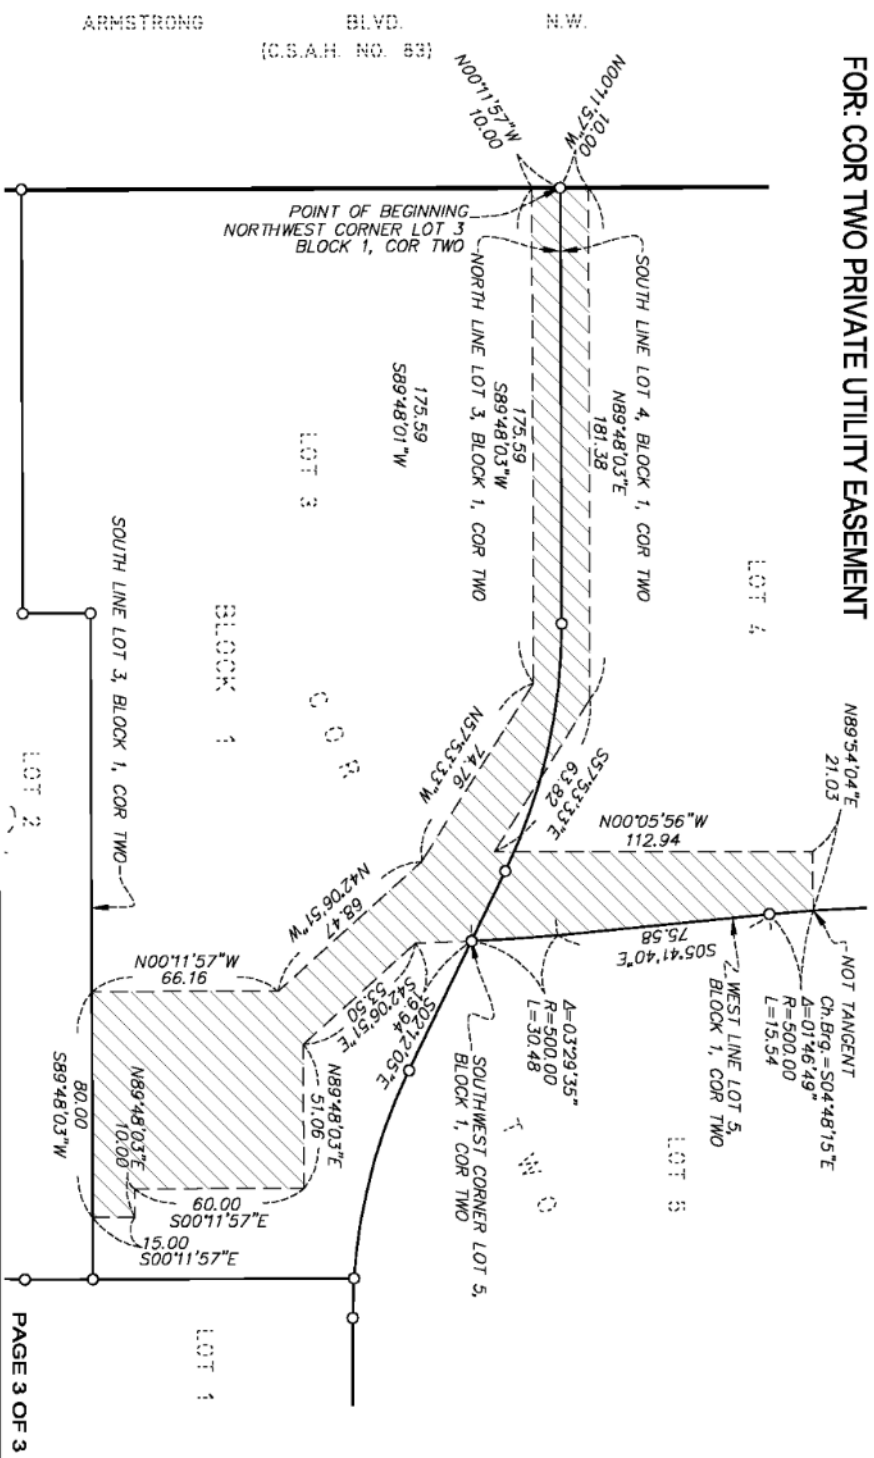 FOR: COR TWO PRIVATE UTILITY EASEMENT
ARMSTRONG BLVD. N.W.
(C.S.A.H. NO. 83)
N00°11'57"W
10.00
N00°11'57"W
10.00
POINT OF BEGINNING
NORTHWEST CORNER LOT 3
BLOCK 1, COR TWO
SOUTH LINE LOT 4, BLOCK 1, COR TWO
N89°48'03"E
181.38
175.59
S89°48'03"W
NORTH LINE LOT 3, BLOCK 1, COR TWO
175.59
S89°48'01"W
LOT 3
LOT 4
BLOCK 1
COR TWO
SOUTH LINE LOT 3, BLOCK 1, COR TWO
LOT 2
N57°53'33"W
74.76
S57°53'33"E
63.82
N89°54'04"E
21.03
N00°05'56"W
112.94
NOT TANGENT
Ch.Brg.=S04°48'15"E
Δ=01°46'49"
R=500.00
L=15.54
WEST LINE LOT 5,
BLOCK 1, COR TWO
S05°41'40"E
75.58
Δ=03°29'35"
R=500.00
L=30.48
SOUTHWEST CORNER LOT 5,
BLOCK 1, COR TWO
LOT 5
N42°06'51"W
68.47
S02°12'05"E
19.94
S42°06'51"E
53.50
N00°11'57"W
66.16
N89°48'03"E
51.06
60.00
S00°11'57"E
N89°48'03"E
10.00
15.00
S00°11'57"E
80.00
S89°48'03"W
LOT 1
PAGE 3 OF 3